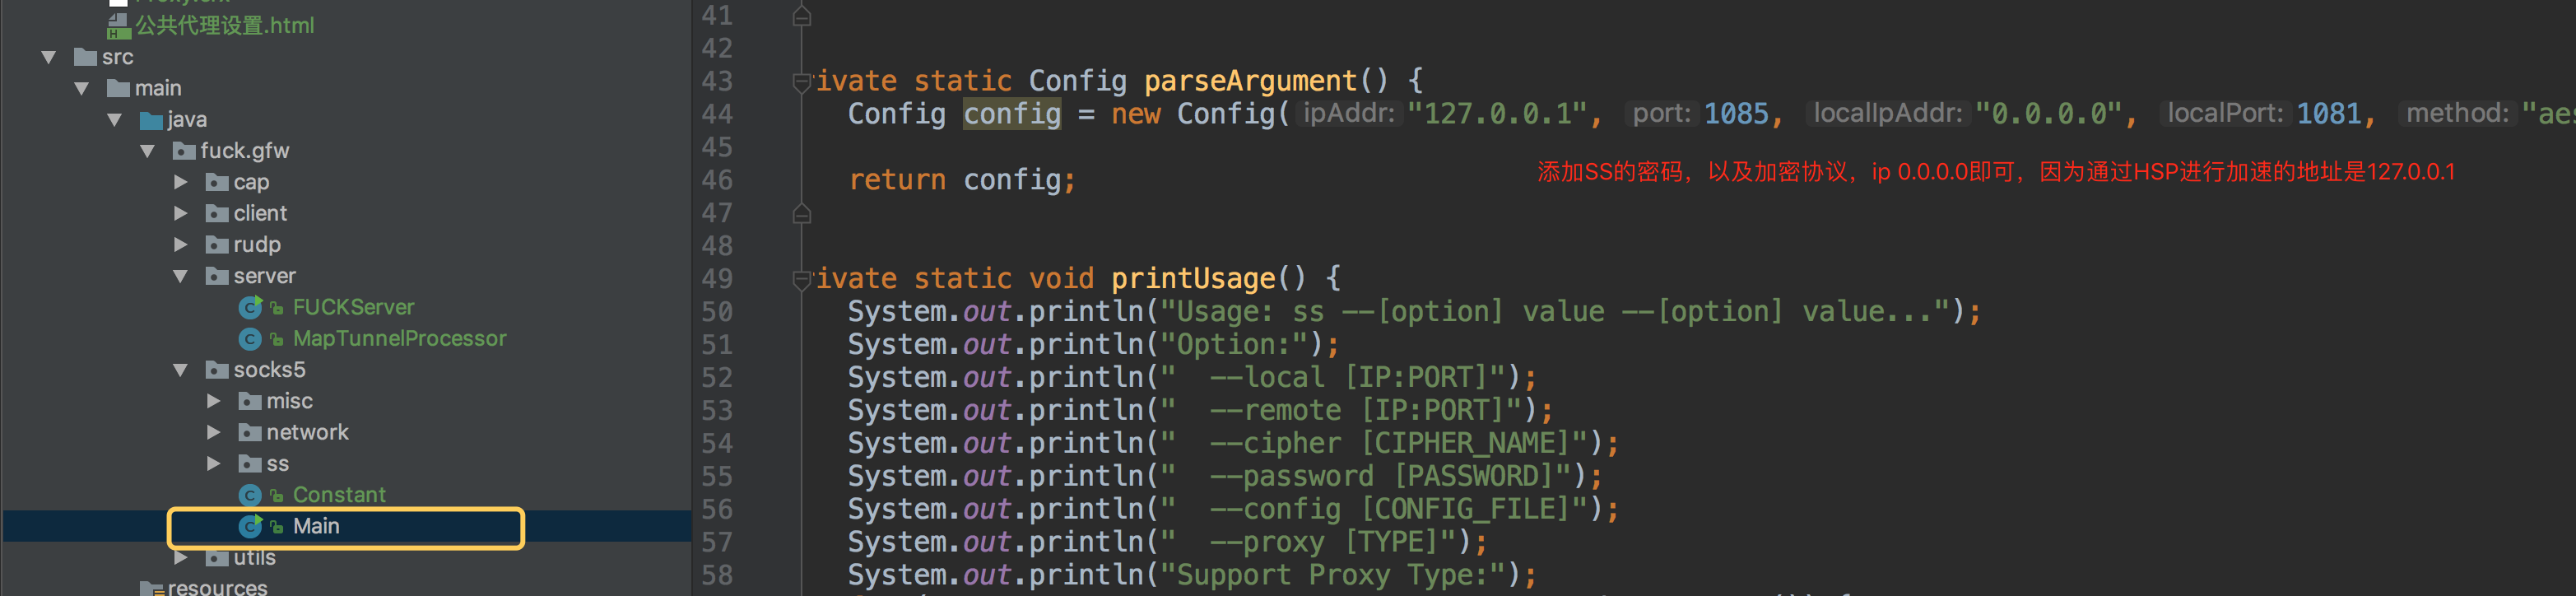 公共代理设置.html
src
main
java
fuck.gfw
cap
client
rudp
server
FUCKServer
MapTunnelProcessor
socks5
misc
network
ss
Constant
Main
utils
resources
41
42
43 ivate static Config parseArgument() {
44 Config config = new Config( ipAddr: "127.0.0.1", port: 1085, localIpAddr: "0.0.0.0", localPort: 1081, method: "aes
45
添加SS的密码，以及加密协议，ip 0.0.0.0即可，因为通过HSP进行加速的地址是127.0.0.1
46 return config;
47
48
49 ivate static void printUsage() {
50 System.out.println("Usage: ss --[option] value --[option] value...");
51 System.out.println("Option:");
52 System.out.println("  --local [IP:PORT]");
53 System.out.println("  --remote [IP:PORT]");
54 System.out.println("  --cipher [CIPHER_NAME]");
55 System.out.println("  --password [PASSWORD]");
56 System.out.println("  --config [CONFIG_FILE]");
57 System.out.println("  --proxy [TYPE]");
58 System.out.println("Support Proxy Type:");